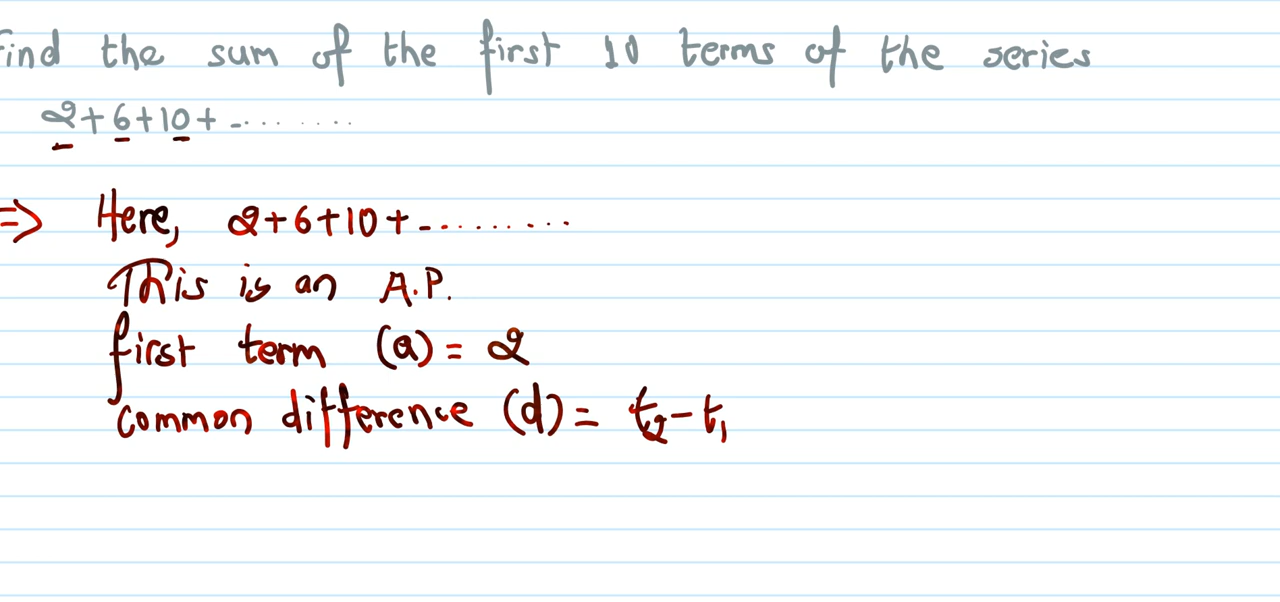 Find the sum of the first 10 terms of the series
2+6+10+ -.......
=> Here, 2+6+10+ -.........
This is an A.P.
first term (a) = 2
common difference (d) = t₂ - t₁